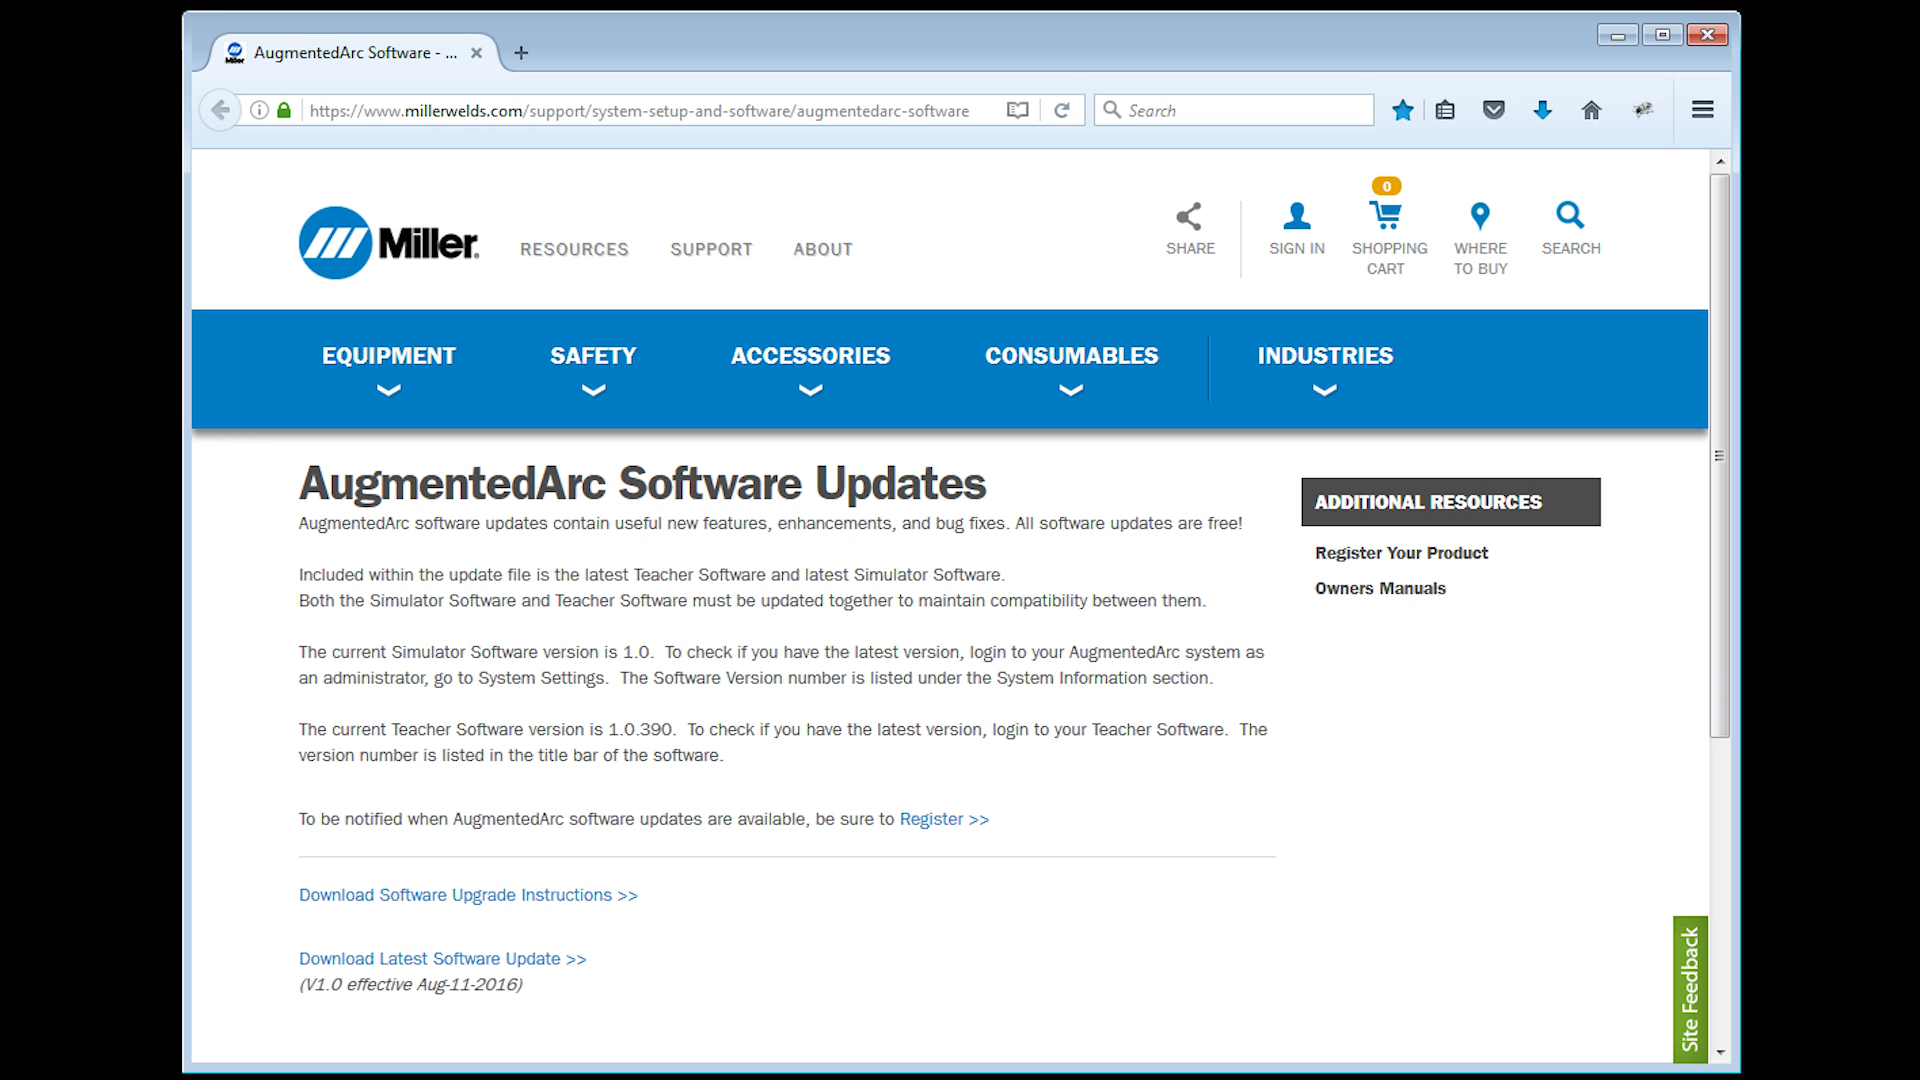 AugmentedArc Software - ...
https://www.millerwelds.com/support/system-setup-and-software/augmentedarc-software
Search
0
Miller.
RESOURCES
SUPPORT
ABOUT
SHARE
SIGN IN
SHOPPING
CART
WHERE
TO BUY
SEARCH
EQUIPMENT
SAFETY
ACCESSORIES
CONSUMABLES
INDUSTRIES
AugmentedArc Software Updates
AugmentedArc software updates contain useful new features, enhancements, and bug fixes. All software updates are free!
Included within the update file is the latest Teacher Software and latest Simulator Software.
Both the Simulator Software and Teacher Software must be updated together to maintain compatibility between them.
The current Simulator Software version is 1.0. To check if you have the latest version, login to your AugmentedArc system as
an administrator, go to System Settings. The Software Version number is listed under the System Information section.
The current Teacher Software version is 1.0.390. To check if you have the latest version, login to your Teacher Software. The
version number is listed in the title bar of the software.
To be notified when AugmentedArc software updates are available, be sure to Register >>
Download Software Upgrade Instructions >>
Download Latest Software Update >>
(V1.0 effective Aug-11-2016)
ADDITIONAL RESOURCES
Register Your Product
Owners Manuals
Site Feedback